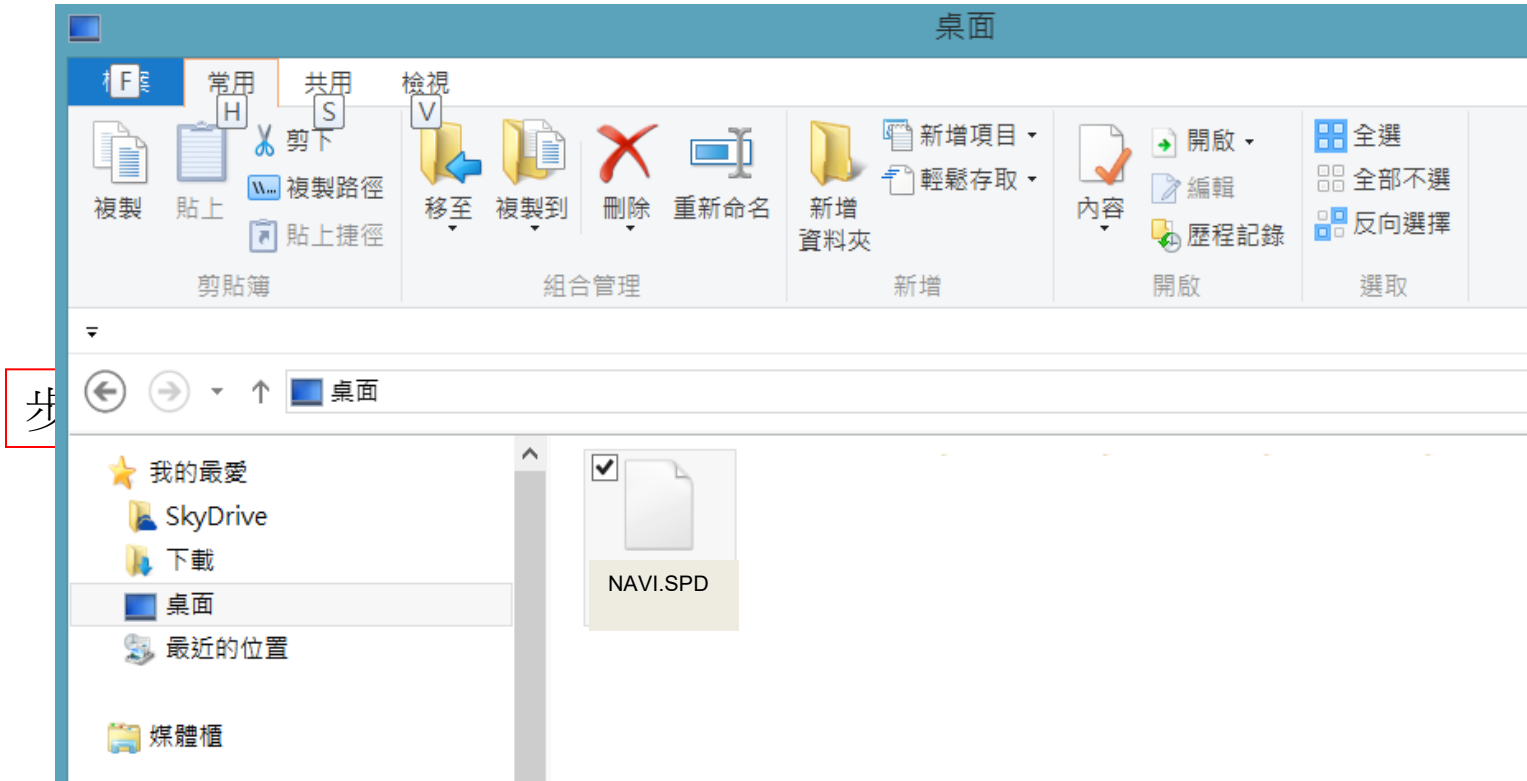 桌面
F
常用 共用 檢視
H S V
複製
貼上
剪下
複製路徑
貼上捷徑
剪貼簿
移至
複製到
刪除
重新命名
組合管理
新增
資料夾
新增項目
輕鬆存取
新增
內容
開啟
編輯
歷程記錄
開啟
全選
全部不選
反向選擇
選取
步
桌面
我的最愛
SkyDrive
下載
桌面
最近的位置
媒體櫃
NAVI.SPD